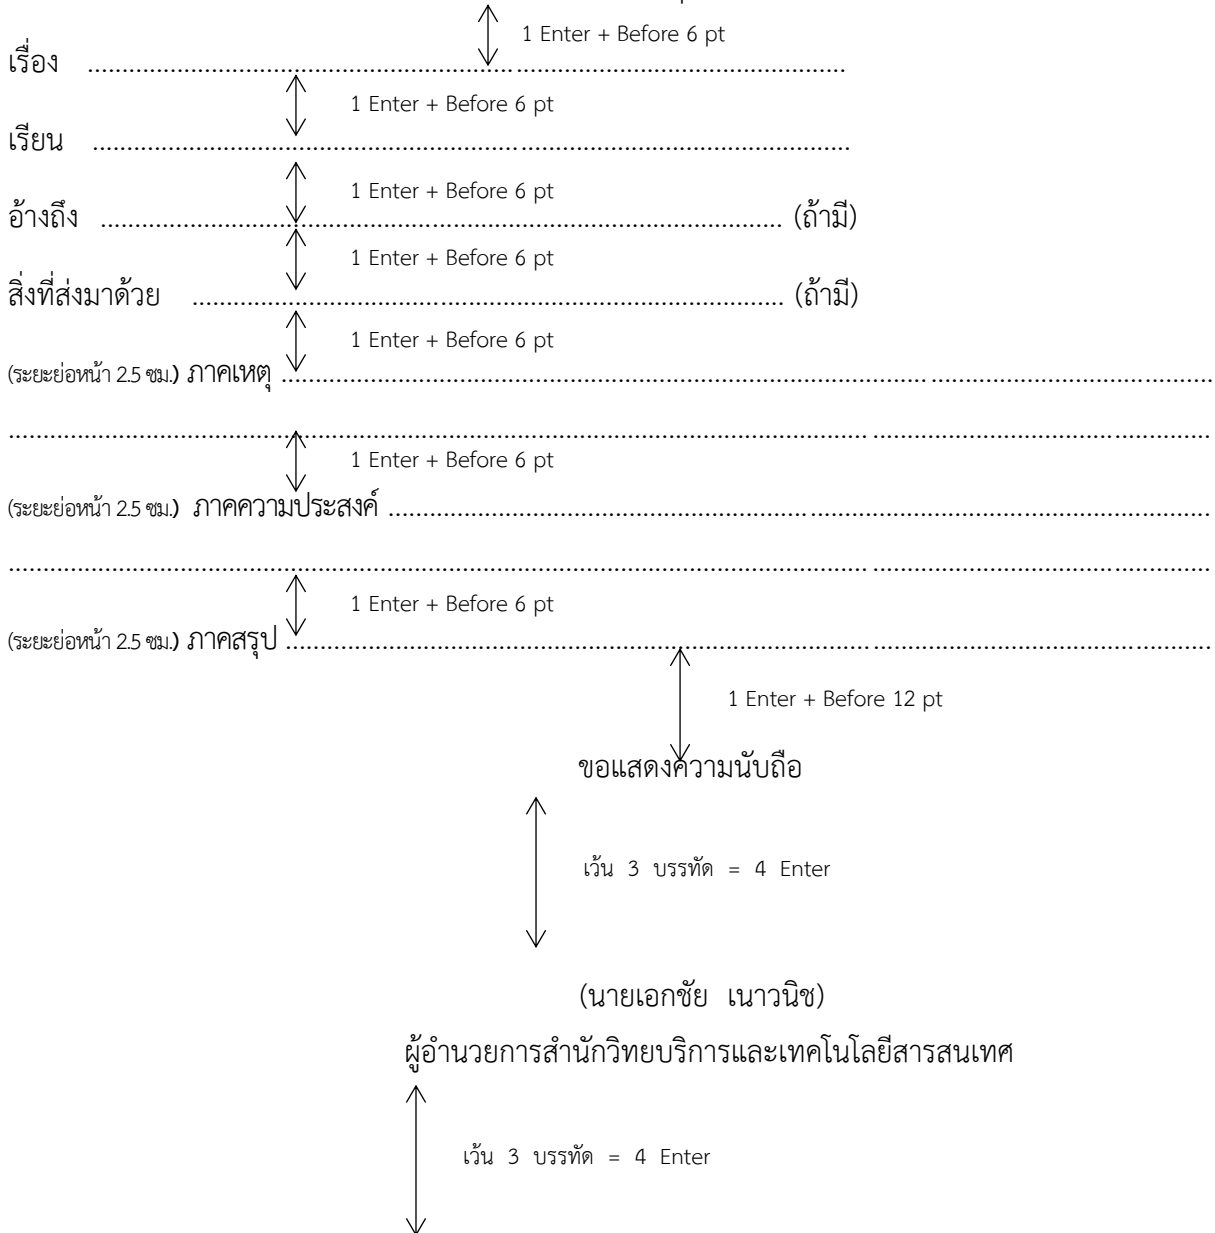 1 Enter + Before 6 pt
เรื่อง ................................................................................................................
1 Enter + Before 6 pt
เรียน ................................................................................................................
1 Enter + Before 6 pt
อ้างถึง ..................................................................................................... (ถ้ามี)
1 Enter + Before 6 pt
สิ่งที่ส่งมาด้วย ....................................................................................... (ถ้ามี)
1 Enter + Before 6 pt
(ระยะย่อหน้า 2.5 ซม.) ภาคเหตุ ........................................................................................................................................
................................................................................................................................................................................
1 Enter + Before 6 pt
(ระยะย่อหน้า 2.5 ซม.) ภาคความประสงค์ ........................................................................................................................
................................................................................................................................................................................
1 Enter + Before 6 pt
(ระยะย่อหน้า 2.5 ซม.) ภาคสรุป ........................................................................................................................................
1 Enter + Before 12 pt
ขอแสดงความนับถือ
เว้น 3 บรรทัด = 4 Enter
(นายเอกชัย เนาวนิช)
ผู้อำนวยการสำนักวิทยบริการและเทคโนโลยีสารสนเทศ
เว้น 3 บรรทัด = 4 Enter